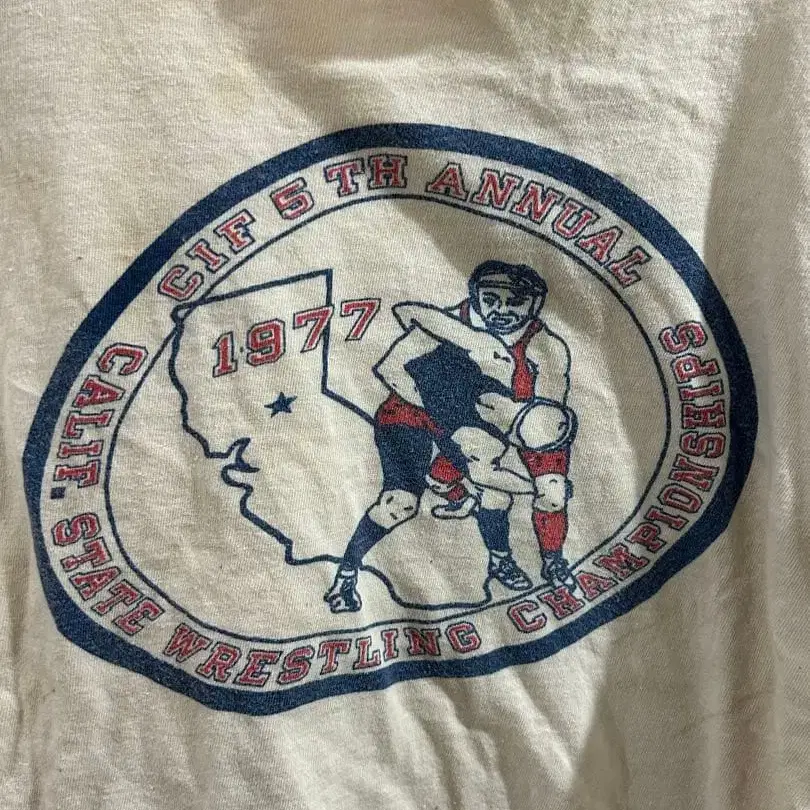 CIF 5TH ANNUAL
1977
CALIF. STATE WRESTLING CHAMPIONSHIPS